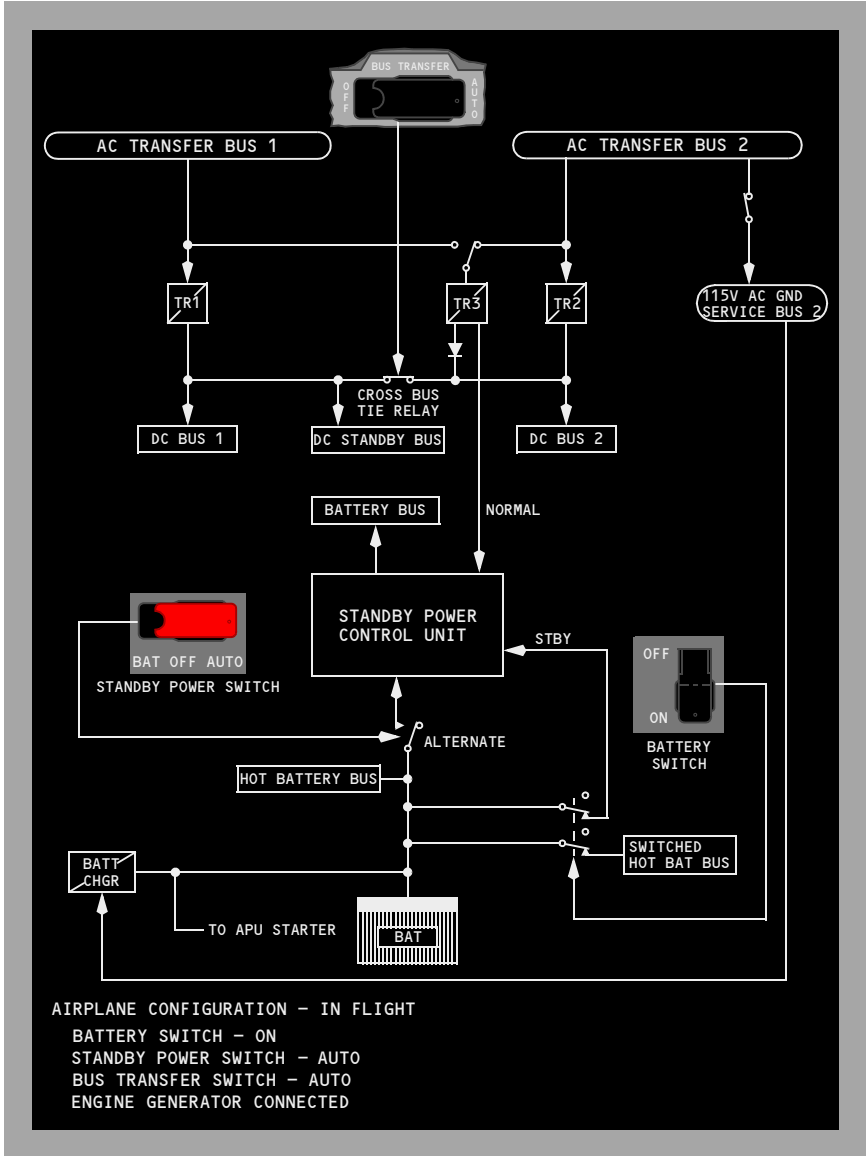 BUS TRANSFER
OFF
AUTO
AC TRANSFER BUS 1
AC TRANSFER BUS 2
115V AC GND
SERVICE BUS 2
TR1
TR3
TR2
CROSS BUS
TIE RELAY
DC BUS 1
DC STANDBY BUS
DC BUS 2
BATTERY BUS
NORMAL
STANDBY POWER
CONTROL UNIT
STBY
BAT OFF AUTO
STANDBY POWER SWITCH
OFF
ON
BATTERY
SWITCH
ALTERNATE
HOT BATTERY BUS
SWITCHED
HOT BAT BUS
BATT
CHGR
TO APU STARTER
BAT
AIRPLANE CONFIGURATION – IN FLIGHT
BATTERY SWITCH – ON
STANDBY POWER SWITCH – AUTO
BUS TRANSFER SWITCH – AUTO
ENGINE GENERATOR CONNECTED